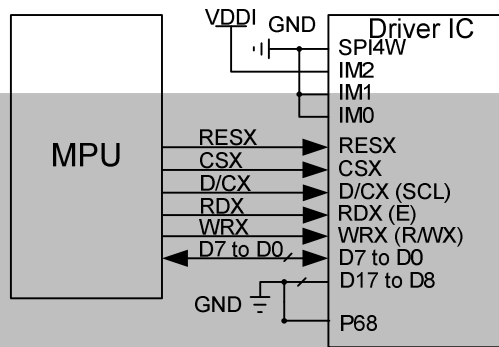 VDDI
GND
Driver IC
SPI4W
IM2
IM1
IM0
MPU
RESX
RESX
CSX
CSX
D/CX
D/CX (SCL)
RDX
RDX (E)
WRX
WRX (R/WX)
D7 to D0
D7 to D0
GND
D17 to D8
P68